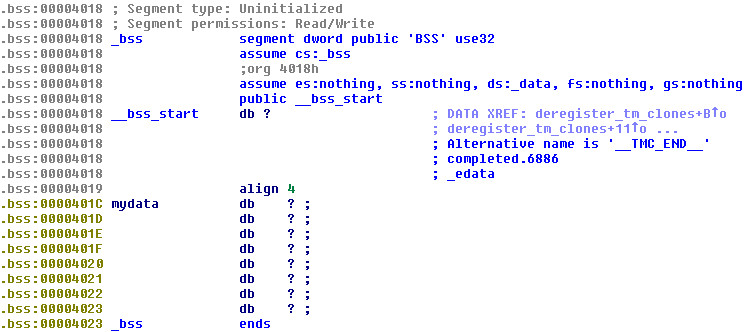 .bss:00004018 ; Segment type: Uninitialized
.bss:00004018 ; Segment permissions: Read/Write
.bss:00004018 _bss            segment dword public 'BSS' use32
.bss:00004018                 assume cs:_bss
.bss:00004018                 ;org 4018h
.bss:00004018                 assume es:nothing, ss:nothing, ds:_data, fs:nothing, gs:nothing
.bss:00004018                 public __bss_start
.bss:00004018 __bss_start     db ?                    ; DATA XREF: deregister_tm_clones+B↑o
.bss:00004018                                         ; deregister_tm_clones+11↑o ...
.bss:00004018                                         ; Alternative name is '__TMC_END__'
.bss:00004018                                         ; completed.6886
.bss:00004018                                         ; _edata
.bss:00004019                 align 4
.bss:0000401C mydata          db    ? ;
.bss:0000401D                 db    ? ;
.bss:0000401E                 db    ? ;
.bss:0000401F                 db    ? ;
.bss:00004020                 db    ? ;
.bss:00004021                 db    ? ;
.bss:00004022                 db    ? ;
.bss:00004023                 db    ? ;
.bss:00004023 _bss            ends